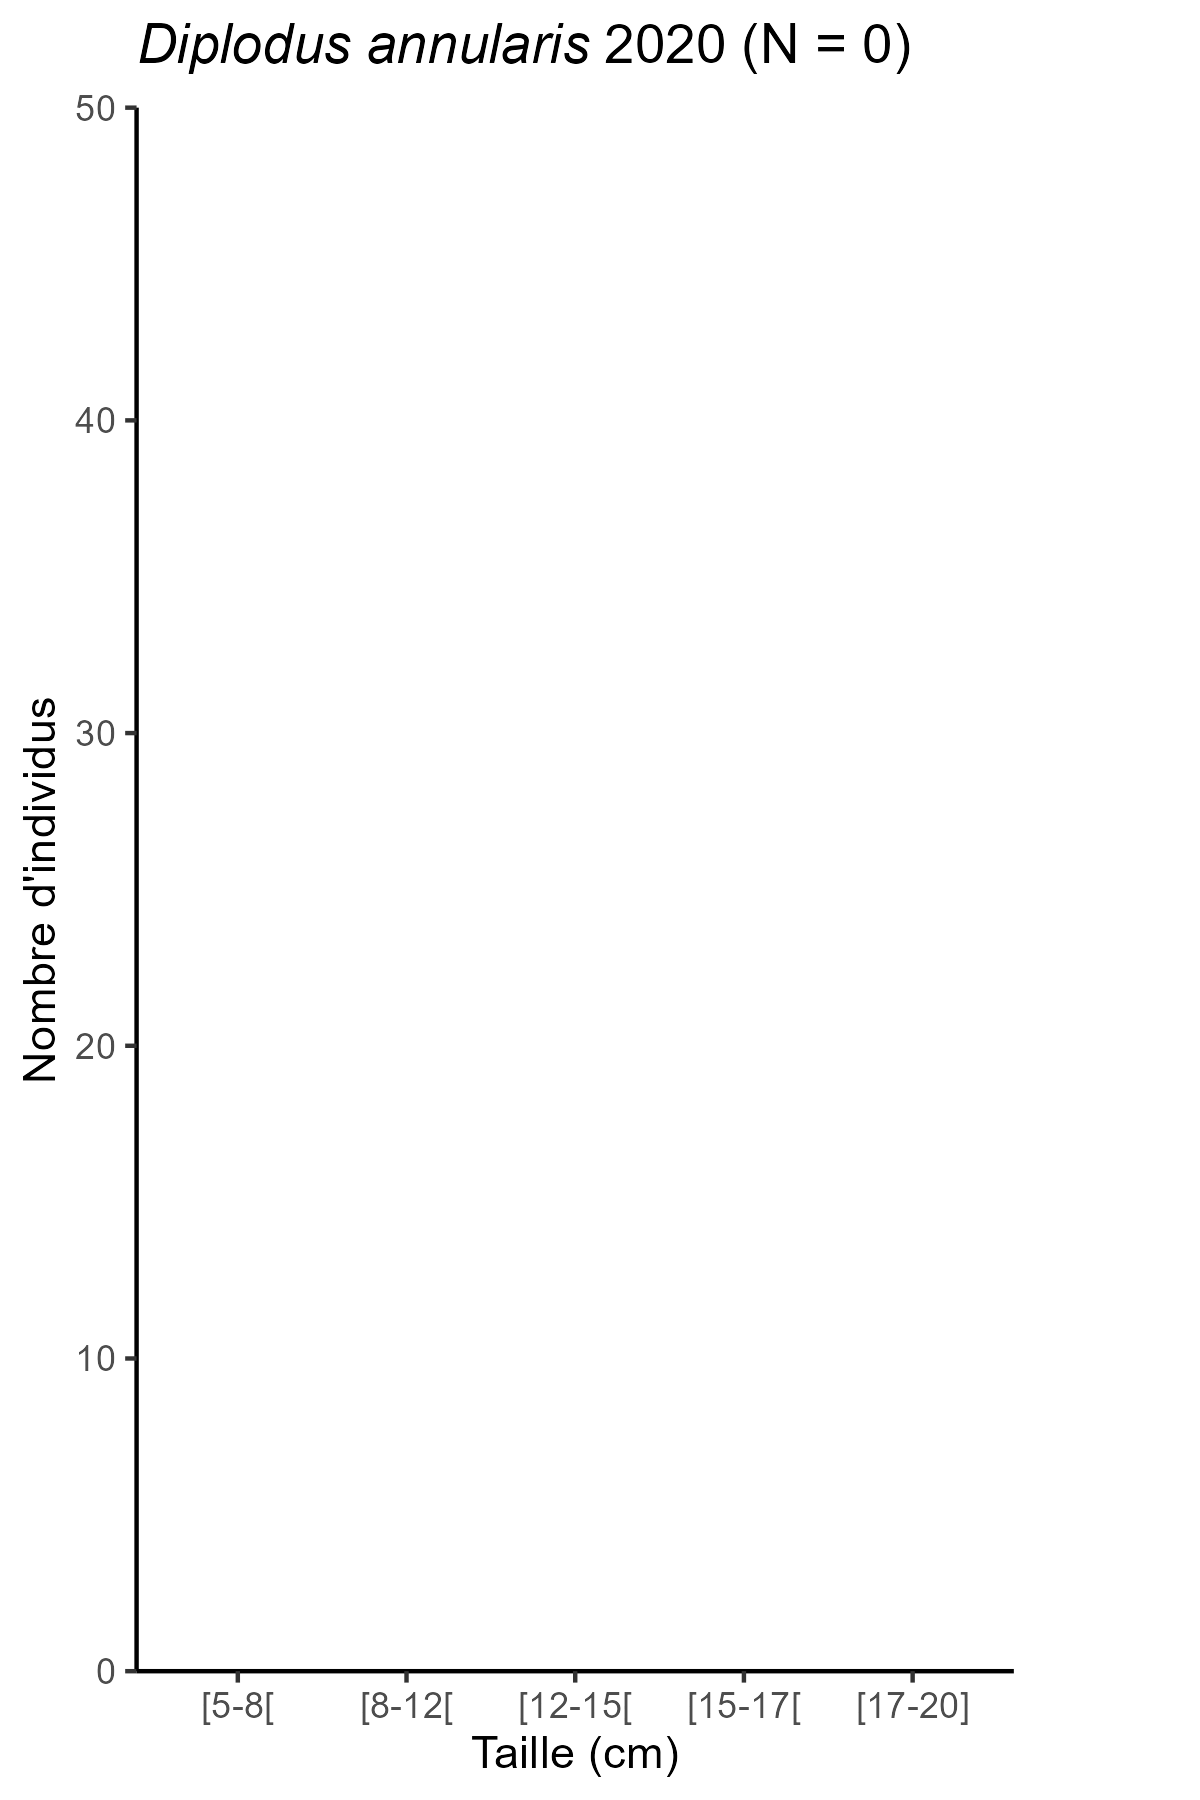 Diplodus annularis 2020 (N = 0)
50
40
30
20
10
0
Nombre d'individus
[5-8[ [8-12[ [12-15[ [15-17[ [17-20]
Taille (cm)